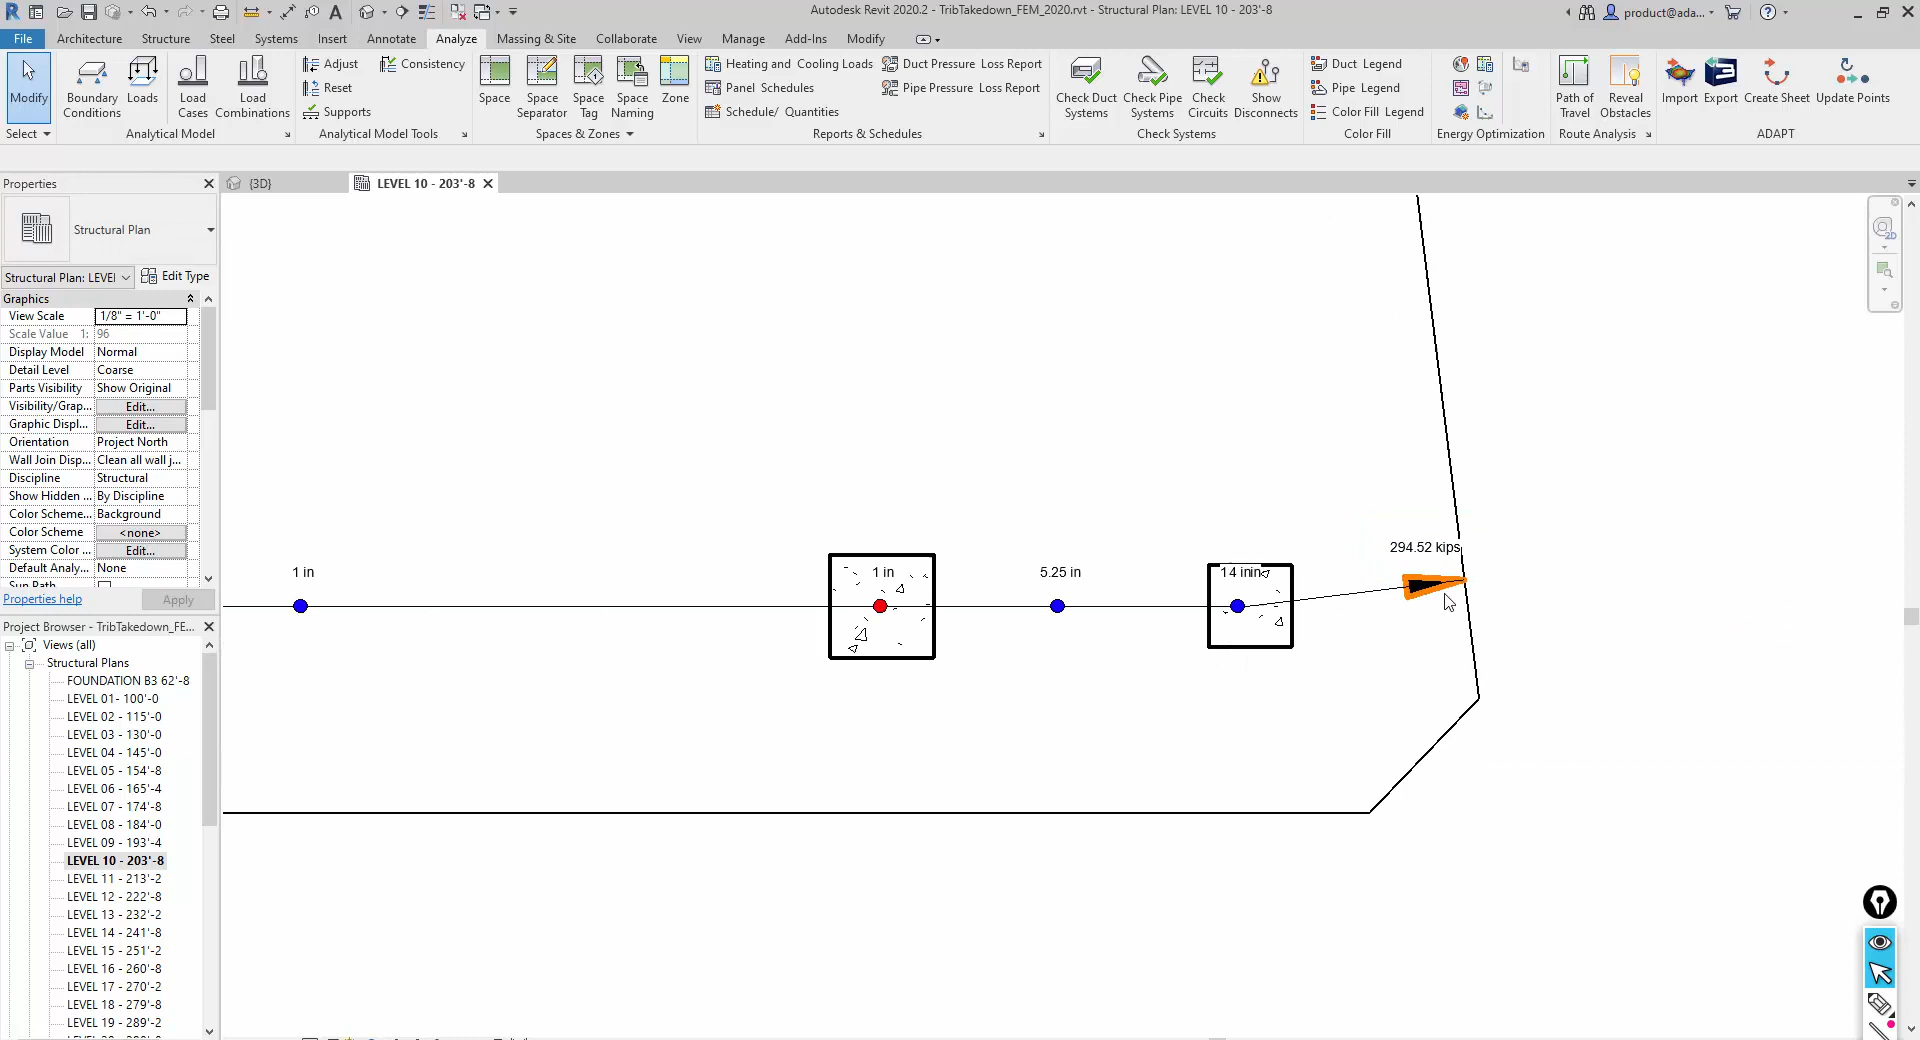 Autodesk Revit 2020.2 - TribTakedown_FEM_2020.rvt - Structural Plan: LEVEL 10 - 203'-8
product@ada...
File Architecture Structure Steel Systems Insert Annotate Analyze Massing & Site Collaborate View Manage Add-Ins Modify
Modify
Select
Boundary Conditions
Loads
Load Cases
Load Combinations
Analytical Model
Adjust
Reset
Supports
Consistency
Analytical Model Tools
Space
Space Separator
Space Tag
Space Naming
Zone
Spaces & Zones
Heating and Cooling Loads
Panel Schedules
Schedule/ Quantities
Duct Pressure Loss Report
Pipe Pressure Loss Report
Reports & Schedules
Check Duct Systems
Check Pipe Systems
Check Circuits
Show Disconnects
Check Systems
Duct Legend
Pipe Legend
Color Fill Legend
Color Fill
Energy Optimization
Path of Travel
Reveal Obstacles
Route Analysis
Import
Export
Create Sheet
Update Points
ADAPT
Properties
{3D}
LEVEL 10 - 203'-8
Structural Plan
Structural Plan: LEVEl
Edit Type
Graphics
View Scale 1/8" = 1'-0"
Scale Value 1: 96
Display Model Normal
Detail Level Coarse
Parts Visibility Show Original
Visibility/Grap... Edit...
Graphic Displ... Edit...
Orientation Project North
Wall Join Disp... Clean all wall j...
Discipline Structural
Show Hidden ... By Discipline
Color Scheme... Background
Color Scheme <none>
System Color ... Edit...
Default Analy... None
Sun Path
Properties help
Apply
Project Browser - TribTakedown_FE...
Views (all)
Structural Plans
FOUNDATION B3 62'-8
LEVEL 01- 100'-0
LEVEL 02 - 115'-0
LEVEL 03 - 130'-0
LEVEL 04 - 145'-0
LEVEL 05 - 154'-8
LEVEL 06 - 165'-4
LEVEL 07 - 174'-8
LEVEL 08 - 184'-0
LEVEL 09 - 193'-4
LEVEL 10 - 203'-8
LEVEL 11 - 213'-2
LEVEL 12 - 222'-8
LEVEL 13 - 232'-2
LEVEL 14 - 241'-8
LEVEL 15 - 251'-2
LEVEL 16 - 260'-8
LEVEL 17 - 270'-2
LEVEL 18 - 279'-8
LEVEL 19 - 289'-2
1 in
1 in
5.25 in
14 inin
294.52 kips
2D